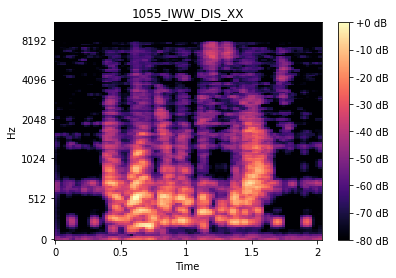 1055_IWW_DIS_XX
+0 dB
8192
-10 dB
4096
-20 dB
-30 dB
2048
Hz
-40 dB
1024
-50 dB
512
-60 dB
-70 dB
0
-80 dB
0 0.5 1 1.5 2
Time